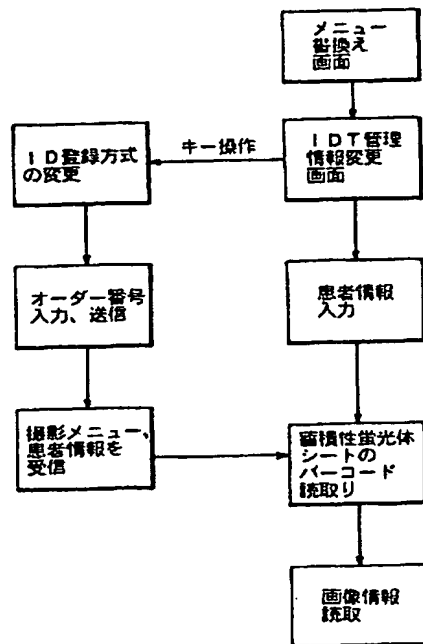 メニュー
替換え
画面
IDT管理
情報変更
画面
キー操作
ID登録方式
の変更
オーダー番号
入力、送信
患者情報
入力
撮影メニュー、
患者情報を
受信
蓄積性蛍光体
シートの
バーコード
読取り
画像情報
読取